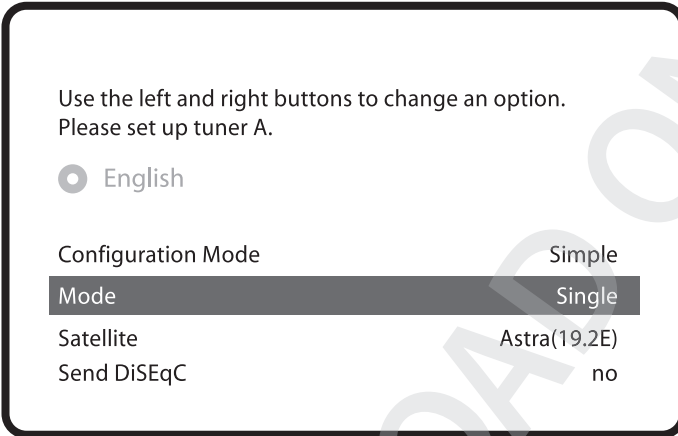 Use the left and right buttons to change an option.
Please set up tuner A.
English
Configuration Mode Simple
Mode Single
Satellite Astra(19.2E)
Send DiSEqC no